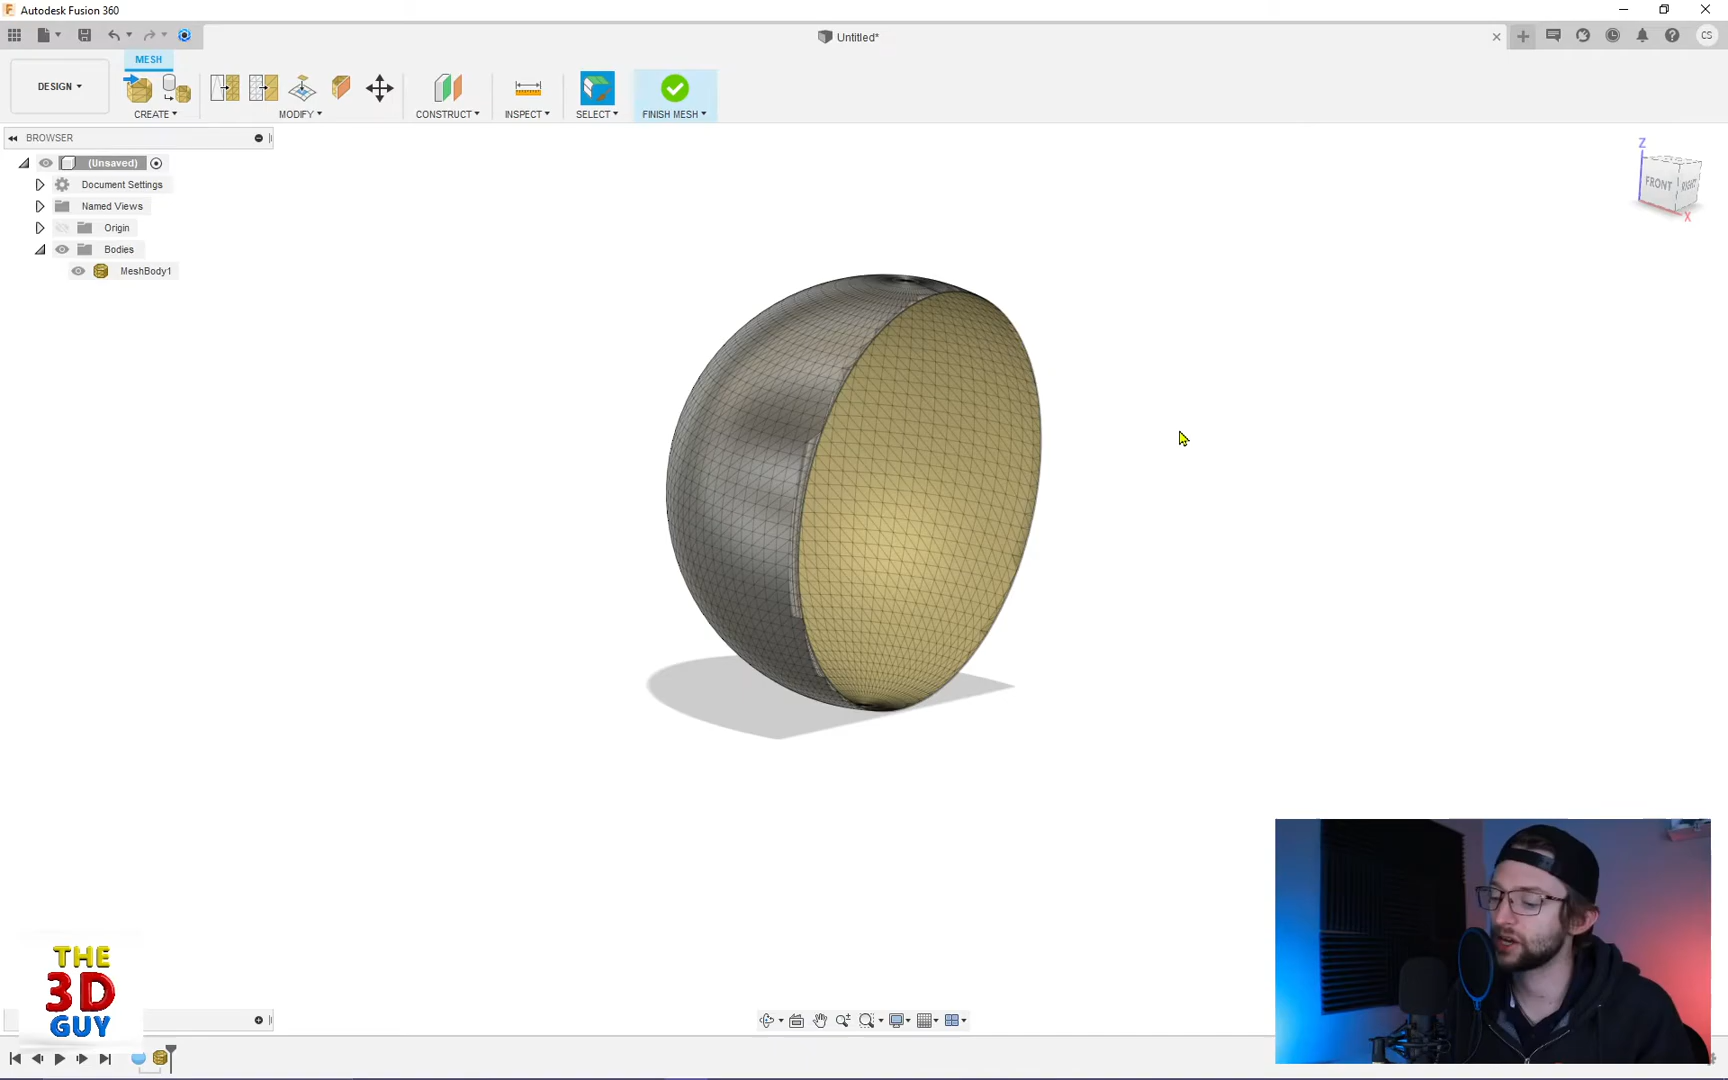 Autodesk Fusion 360
Untitled*
CS
MESH
DESIGN
CREATE
MODIFY
CONSTRUCT
INSPECT
SELECT
FINISH MESH
BROWSER
(Unsaved)
Document Settings
Named Views
Origin
Bodies
MeshBody1
Z
FRONT
RIGHT
X
THE
3D
GUY